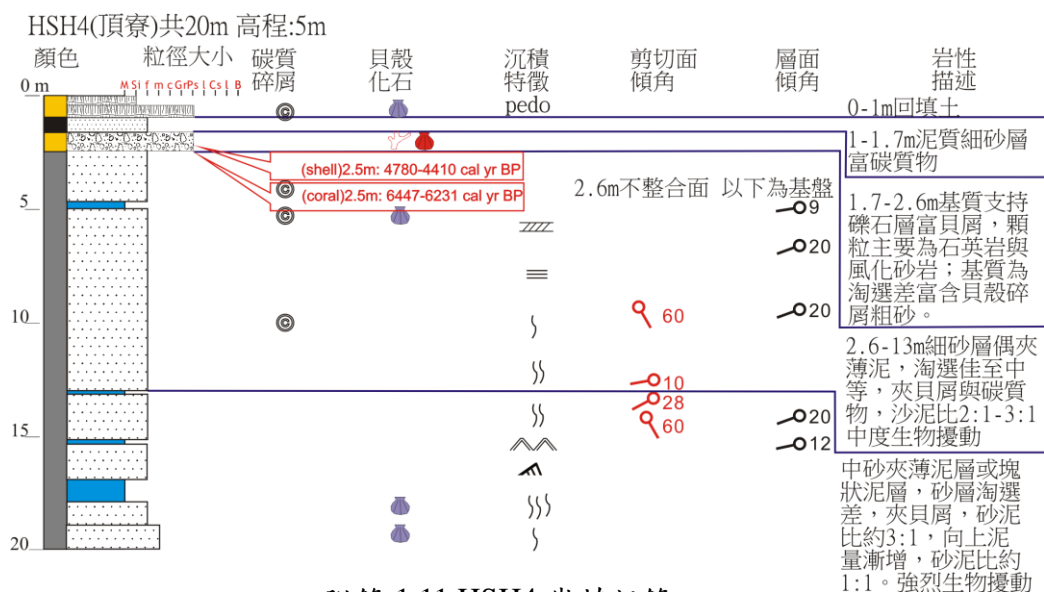 HSH4(頂寮)共20m 高程:5m
顏色 粒徑大小 碳質碎屑 貝殼化石 沉積特徵 剪切面傾角 層面傾角 岩性描述
0 m M Si f m c Gr Ps l C s l B
© pedo 0-1m回填土
1-1.7m泥質細砂層
富碳質物
(shell)2.5m: 4780-4410 cal yr BP
©
(coral)2.5m: 6447-6231 cal yr BP
2.6m不整合面 以下為基盤
1.7-2.6m基質支持
礫石層富貝屑，顆
粒主要為石英岩與
風化砂岩；基質為
淘選差富含貝殼碎
屑粗砂。
5
©
9
20
10
©
60
20
2.6-13m細砂層偶夾
薄泥，淘選佳至中
等，夾貝屑與碳質
物，沙泥比2:1-3:1
中度生物擾動
10
28
60
20
12
15
中砂夾薄泥層或塊
狀泥層，砂層淘選
差，夾貝屑，砂泥
比約3:1，向上泥
量漸增，砂泥比約
1:1。強烈生物擾動
20